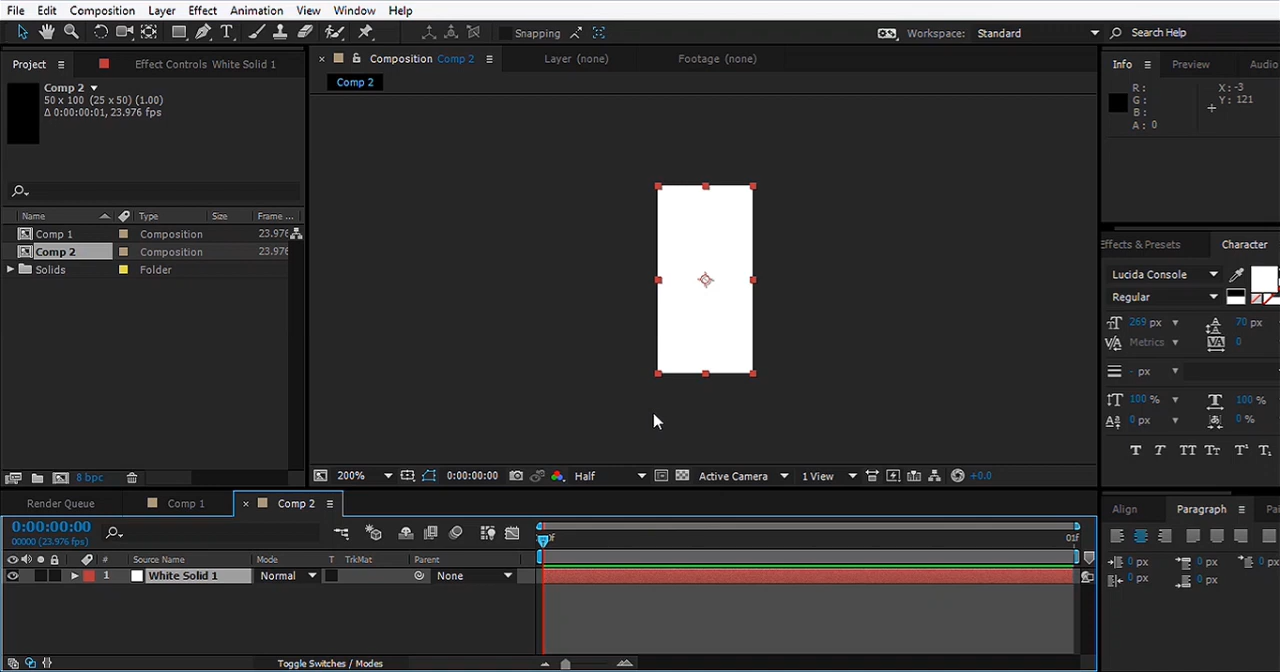 File Edit Composition Layer Effect Animation View Window Help
Snapping Workspace: Standard Search Help
Project Effect Controls White Solid 1 Composition Comp 2 Layer (none) Footage (none) Info Preview Audio
Comp 2
Comp 2
50 x 100 (25 x 50) (1.00)
Δ 0:00:00:01, 23.976 fps
R:
G:
B:
A: 0
X: -3
Y: 121
Name Type Size Frame ...
Comp 1 Composition 23.976
Comp 2 Composition 23.976
Solids Folder
Effects & Presets Character
Lucida Console
Regular
269 px 70 px
Metrics 0
- px
100 % 100 %
0 px 0 %
8 bpc
200% 0:00:00:00 Half Active Camera 1 View +0.0
Render Queue Comp 1 Comp 2
Align Paragraph
0:00:00:00
00000 (23.976 fps)
01f
# Source Name Mode T TrkMat Parent
1 White Solid 1 Normal None
0 px 0 px 0 px
0 px 0 px
Toggle Switches / Modes